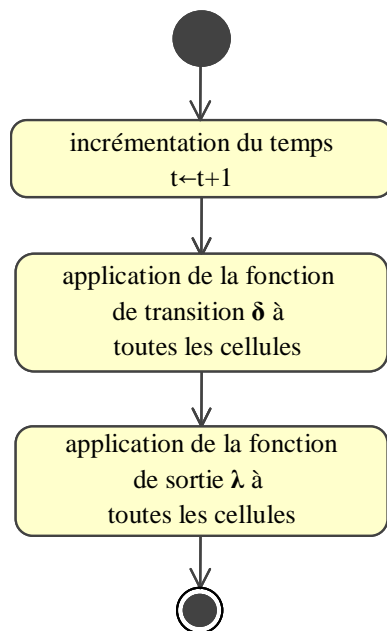 incrémentation du temps
t←t+1
application de la fonction
de transition δ à
toutes les cellules
application de la fonction
de sortie λ à
toutes les cellules